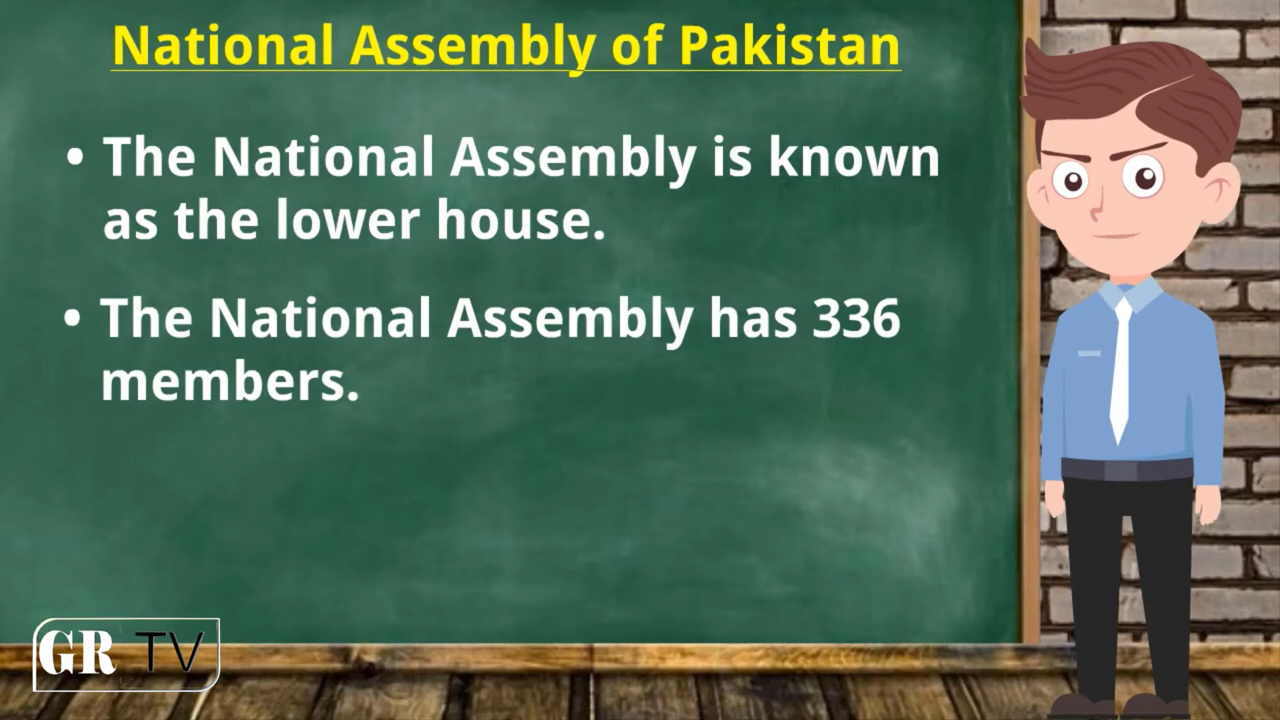 National Assembly of Pakistan
• The National Assembly is known
as the lower house.
• The National Assembly has 336
members.
GR TV